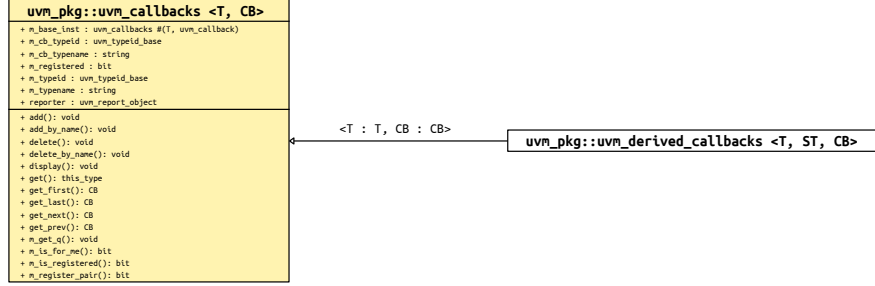 uvm_pkg::uvm_callbacks <T, CB>
+ m_base_inst : uvm_callbacks #(T, uvm_callback)
+ m_cb_typeid : uvm_typeid_base
+ m_cb_typename : string
+ m_registered : bit
+ m_typeid : uvm_typeid_base
+ m_typename : string
+ reporter : uvm_report_object
+ add(): void
+ add_by_name(): void
+ delete(): void
+ delete_by_name(): void
+ display(): void
+ get(): this_type
+ get_first(): CB
+ get_last(): CB
+ get_next(): CB
+ get_prev(): CB
+ m_get_q(): void
+ m_is_for_me(): bit
+ m_is_registered(): bit
+ m_register_pair(): bit
<T : T, CB : CB>
uvm_pkg::uvm_derived_callbacks <T, ST, CB>